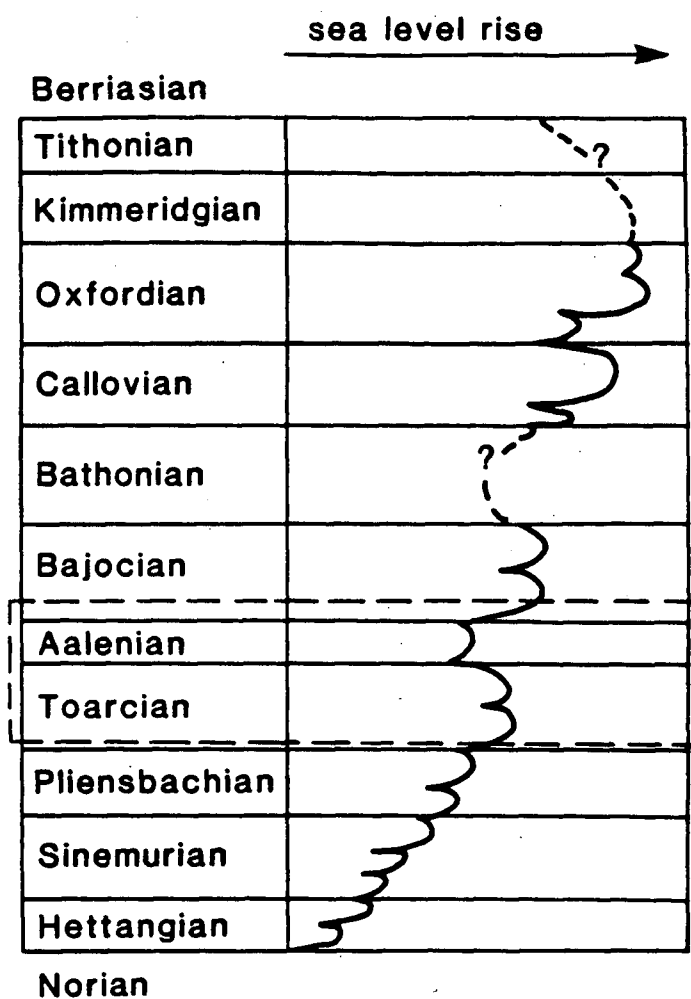 sea level rise
Berriasian
Tithonian
?
Kimmeridgian
Oxfordian
Callovian
?
Bathonian
Bajocian
Aalenian
Toarcian
Pliensbachian
Sinemurian
Hettangian
Norian